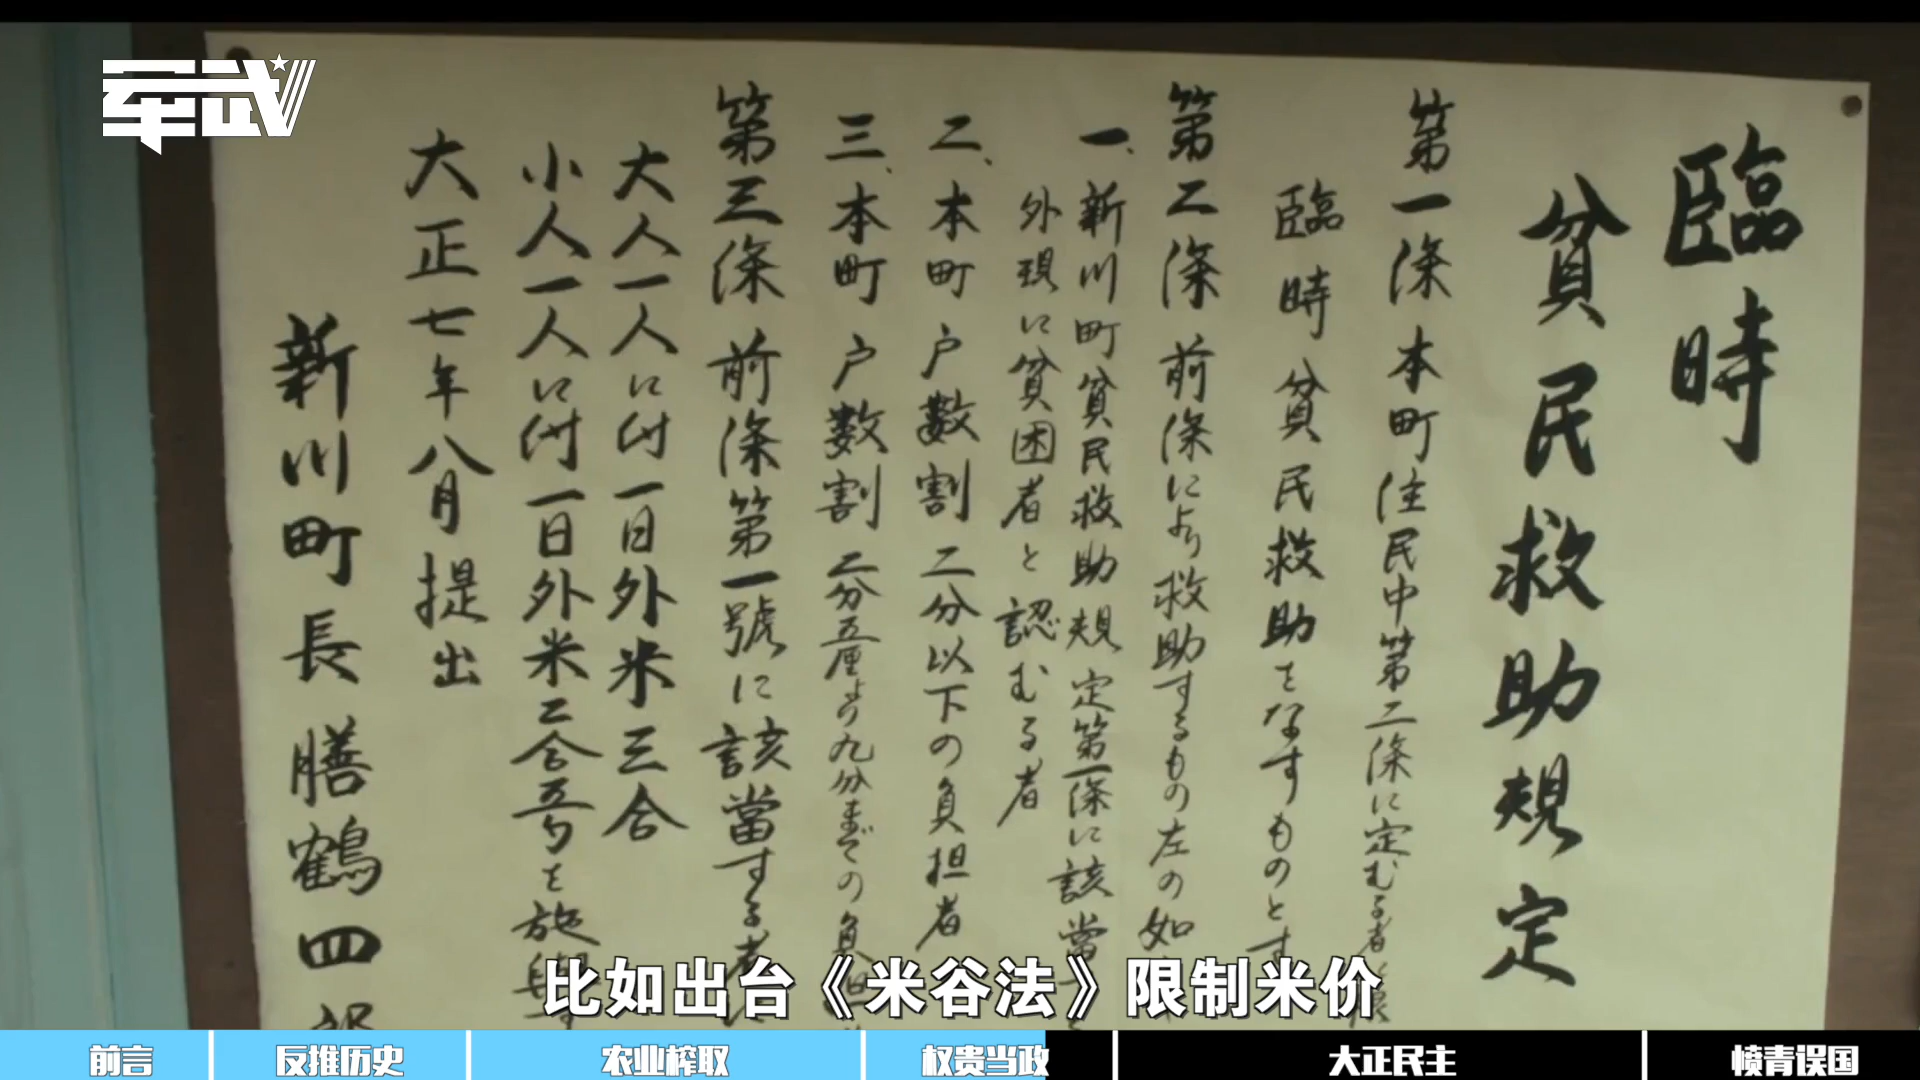 军武
臨時
貧民救助規定
第一條 本町住民中第二條に定むる者に限
臨時貧民救助をなすものとす
第二條 前條により救助するもの左の如
一、新川町貧民救助規定第一條に該當
外現に貧困者と認むる者
二、本町戸數割二分以下の負担者
三、本町戸數割二分五厘より九分までの負担
第三條 前條第一號に該當する者に
大人一人に付一日外米三合
小人一人に付一日外米二合五勺を施與す
大正七年八月提出
新川町長 膳鶴四郎
比如出台《米谷法》限制米价
前言
反推历史
农业榨取
权贵当政
大正民主
愤青误国